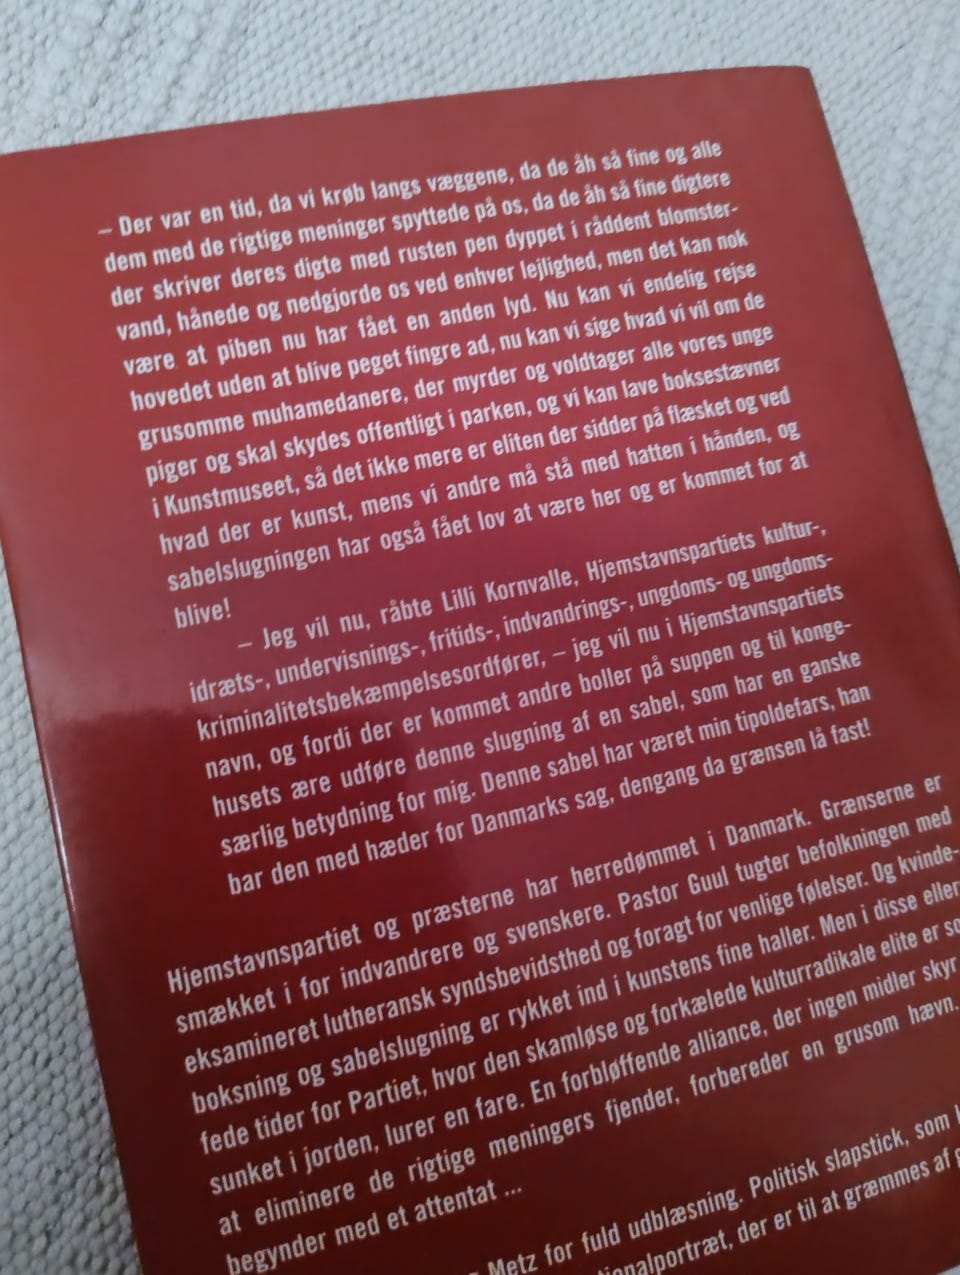 – Der var en tid, da vi krøb langs væggene, da de åh så fine og alle
dem med de rigtige meninger spyttede på os, da de åh så fine digtere
der skriver deres digte med rusten pen dyppet i råddent blomster-
vand, hånede og nedgjorde os ved enhver lejlighed, men det kan nok
være at piben nu har fået en anden lyd. Nu kan vi endelig rejse
hovedet uden at blive peget fingre ad, nu kan vi sige hvad vi vil om de
grusomme muhamedanere, der myrder og voldtager alle vores unge
piger og skal skydes offentligt i parken, og vi kan lave boksestævner
i Kunstmuseet, så det ikke mere er eliten der sidder på flæsket og ved
hvad der er kunst, mens vi andre må stå med hatten i hånden, og
sabelslugningen har også fået lov at være her og er kommet for at
blive!
– Jeg vil nu, råbte Lilli Kornvalle, Hjemstavnspartiets kultur-,
idræts-, undervisnings-, fritids-, indvandrings-, ungdoms- og ungdoms-
kriminalitetsbekæmpelsesordfører, – jeg vil nu i Hjemstavnspartiets
navn, og fordi der er kommet andre boller på suppen og til konge-
husets ære udføre denne slugning af en sabel, som har en ganske
særlig betydning for mig. Denne sabel har været min tipoldefars, han
bar den med hæder for Danmarks sag, dengang da grænsen lå fast!
Hjemstavnspartiet og præsterne har herredømmet i Danmark. Grænserne er
smækket i for indvandrere og svenskere. Pastor Guul tugter befolkningen med
eksamineret lutheransk syndsbevidsthed og foragt for venlige følelser. Og kvinde-
boksning og sabelslugning er rykket ind i kunstens fine haller. Men i disse eller
fede tider for Partiet, hvor den skamløse og forkælede kulturradikale elite er
sunket i jorden, lurer en fare. En forbløffende alliance, der ingen midler skyr
at eliminere de rigtige meningers fjender, forbereder en grusom hævn.
begynder med et attentat ...
– Metz for fuld udblæsning. Politisk slapstick, som
der er til at græmmes af